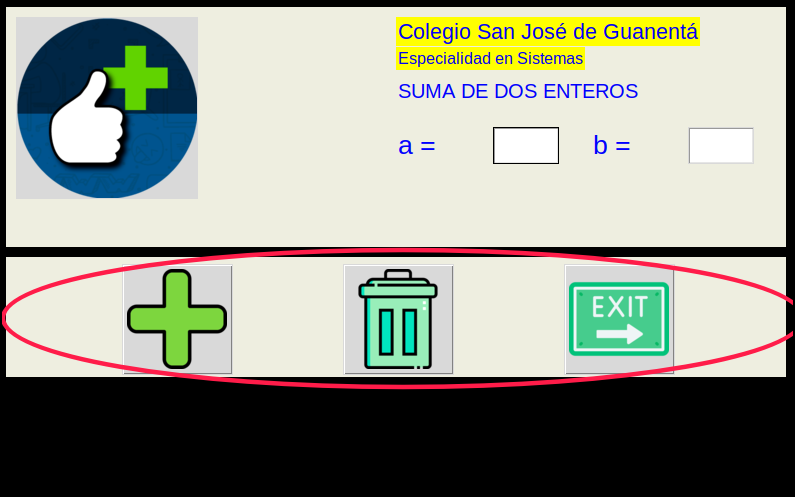 Colegio San José de Guanentá
Especialidad en Sistemas
SUMA DE DOS ENTEROS
a = b =
EXIT